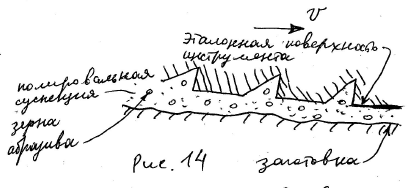 v
эталонная поверхность
инструмента
полировальная
суспензия
зерна
абразива
Рис. 14
заготовка